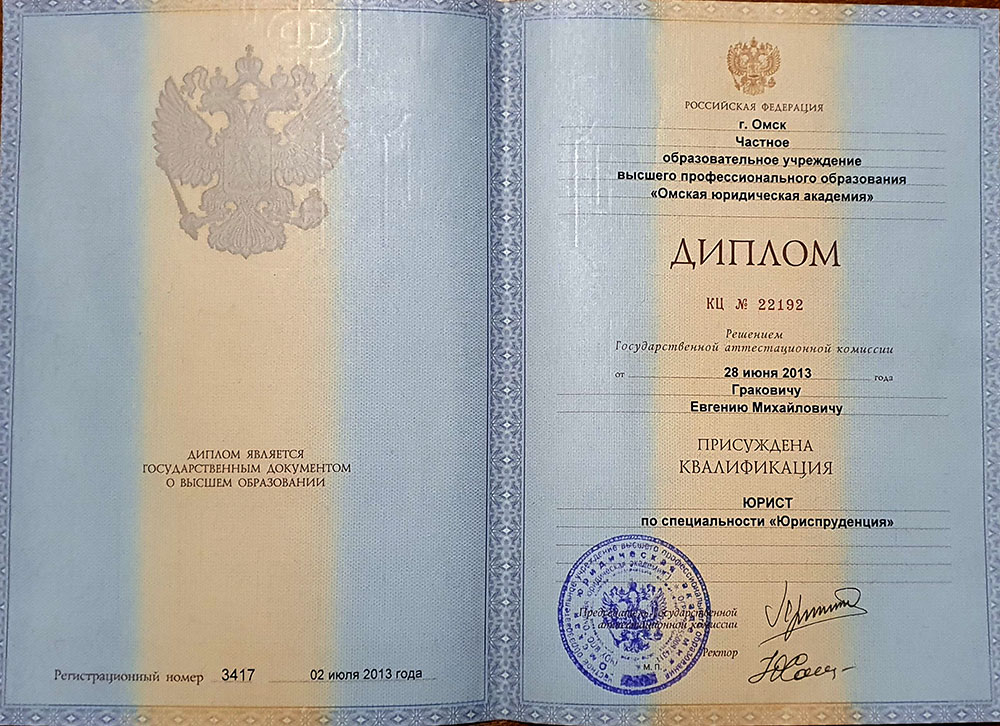 ДИПЛОМ ЯВЛЯЕТСЯ
ГОСУДАРСТВЕННЫМ ДОКУМЕНТОМ
О ВЫСШЕМ ОБРАЗОВАНИИ
Регистрационный номер 3417 02 июля 2013 года
РОССИЙСКАЯ ФЕДЕРАЦИЯ
г. Омск
Частное
образовательное учреждение
высшего профессионального образования
«Омская юридическая академия»
ДИПЛОМ
КЦ № 22192
Решением
Государственной аттестационной комиссии
от 28 июня 2013 года
Граковичу
Евгению Михайловичу
ПРИСУЖДЕНА
КВАЛИФИКАЦИЯ
ЮРИСТ
по специальности «Юриспруденция»
Председатель Государственной
аттестационной комиссии
Ректор
М. П.